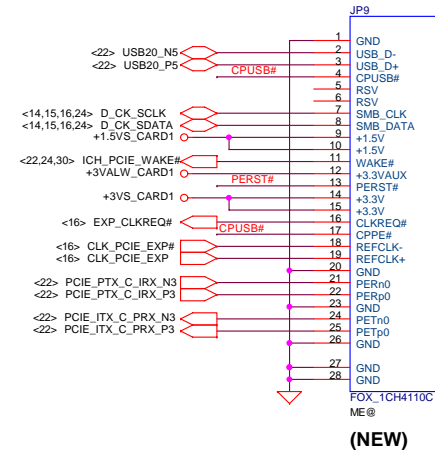 JP9
1 GND
<22> USB20_N5 2 USB_D-
<22> USB20_P5 3 USB_D+
CPUSB# 4 CPUSB#
5 RSV
6 RSV
<14,15,16,24> D_CK_SCLK 7 SMB_CLK
<14,15,16,24> D_CK_SDATA 8 SMB_DATA
+1.5VS_CARD1 9 +1.5V
10 +1.5V
<22,24,30> ICH_PCIE_WAKE# 11 WAKE#
+3VALW_CARD1 12 +3.3VAUX
PERST# 13 PERST#
+3VS_CARD1 14 +3.3V
15 +3.3V
<16> EXP_CLKREQ# 16 CLKREQ#
CPUSB# 17 CPPE#
<16> CLK_PCIE_EXP# 18 REFCLK-
<16> CLK_PCIE_EXP 19 REFCLK+
20 GND
<22> PCIE_PTX_C_IRX_N3 21 PERn0
<22> PCIE_PTX_C_IRX_P3 22 PERp0
23 GND
<22> PCIE_ITX_C_PRX_N3 24 PETn0
<22> PCIE_ITX_C_PRX_P3 25 PETp0
26 GND
27 GND
28 GND
FOX_1CH4110C
ME@
(NEW)